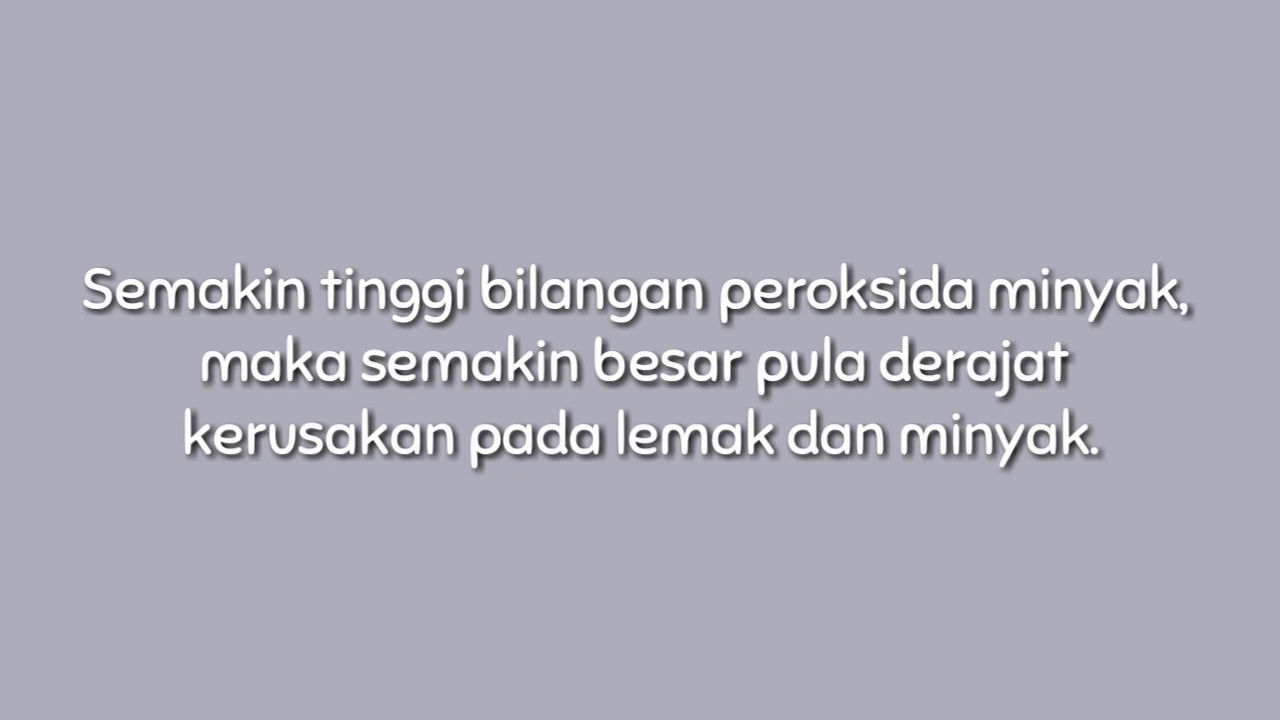 Semakin tinggi bilangan peroksida minyak,
maka semakin besar pula derajat
kerusakan pada lemak dan minyak.